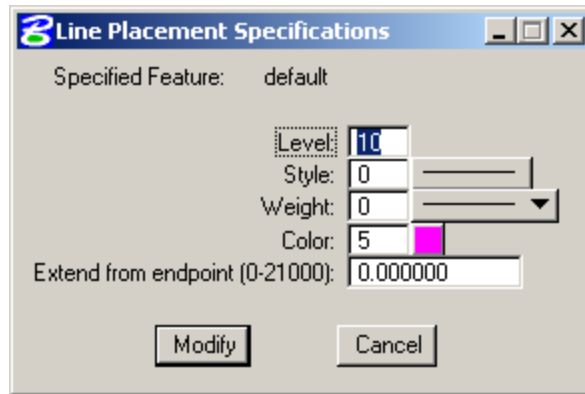 Line Placement Specifications
Specified Feature: default
Level: 10
Style: 0
Weight: 0
Color: 5
Extend from endpoint (0-21000): 0.000000
Modify Cancel